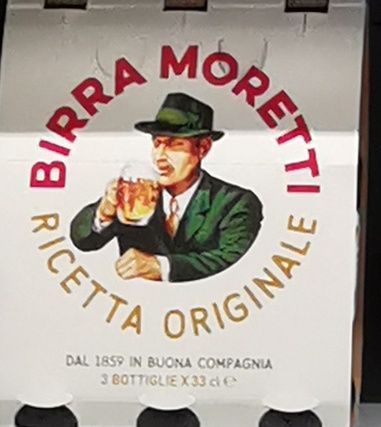 BIRRA MORETTI
RICETTA ORIGINALE
DAL 1859 IN BUONA COMPAGNIA
3 BOTTIGLIE X 33 cl ℮